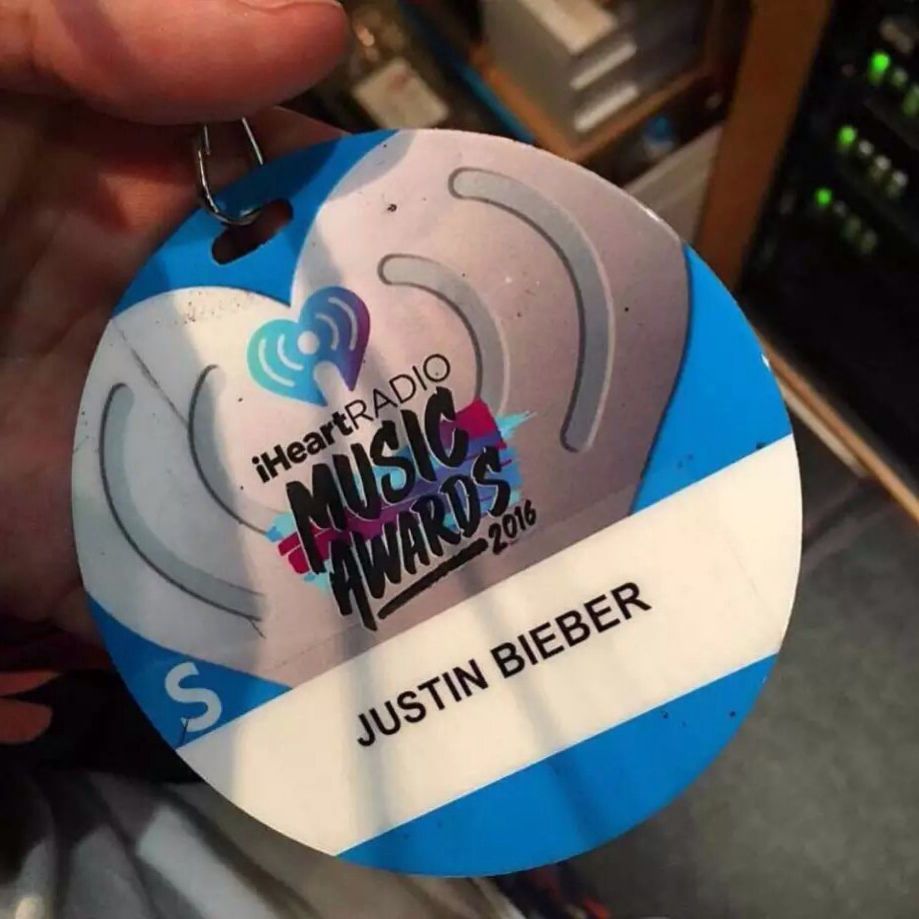 iHeartRADIO
MUSIC
AWARDS
2016
JUSTIN BIEBER
S